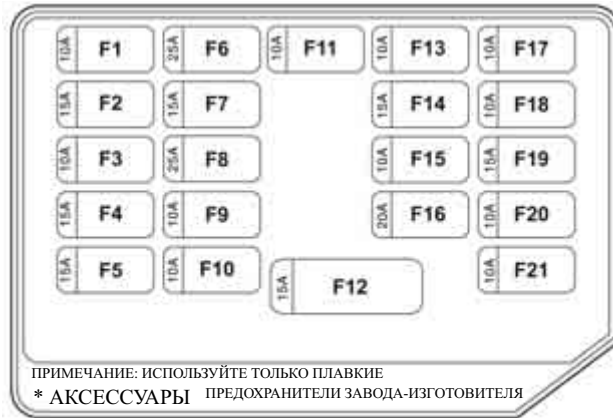 10A F1 25A F6 10A F11 10A F13 10A F17
15A F2 15A F7 15A F14 10A F18
10A F3 25A F8 10A F15 15A F19
15A F4 10A F9 20A F16 10A F20
15A F5 10A F10 15A F12 10A F21
ПРИМЕЧАНИЕ: ИСПОЛЬЗУЙТЕ ТОЛЬКО ПЛАВКИЕ
* АКСЕССУАРЫ ПРЕДОХРАНИТЕЛИ ЗАВОДА-ИЗГОТОВИТЕЛЯ